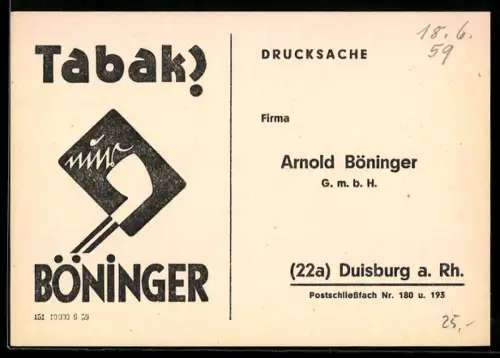 Tabak?
nur
BÖNINGER
151 10000 6 59
DRUCKSACHE
18. 6.
59
Firma
Arnold Böninger
G. m. b. H.
(22a) Duisburg a. Rh.
Postschließfach Nr. 180 u. 193
25,-